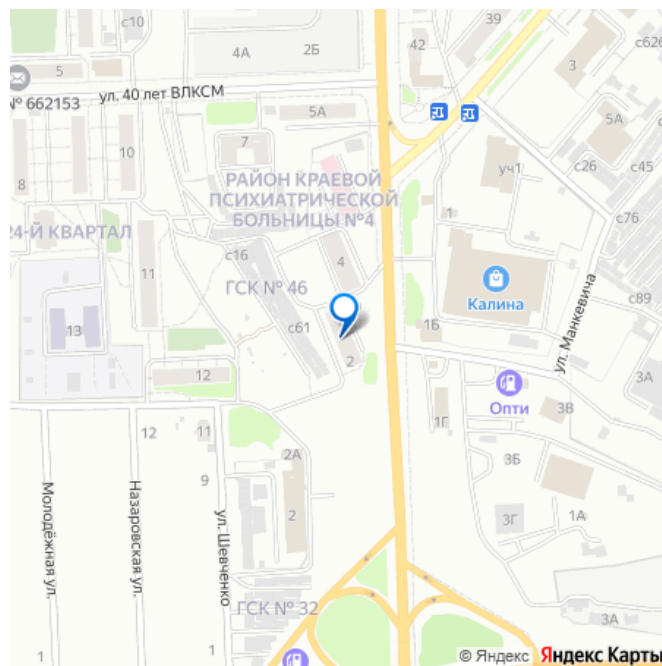 с10
39
42
с626
4А
2Б
3
5
ул. 40 лет ВЛКСМ
№ 662153
5А
5А
10
7
уч1
с26
с45
8
РАЙОН КРАЕВОЙ
ПСИХИАТРИЧЕСКОЙ
БОЛЬНИЦЫ №4
1
с76
24-Й КВАРТАЛ
с16
11
4
ГСК № 46
Калина
с89
ул. Манкевича
13
с61
1Б
2
12
3А
Опти
12
11
1Г
3В
2А
3Б
9
Молодёжная ул.
Назаровская ул.
ул. Шевченко
2
3Г
1А
ГСК № 32
3А
1
1
© Яндекс Яндекс Карты